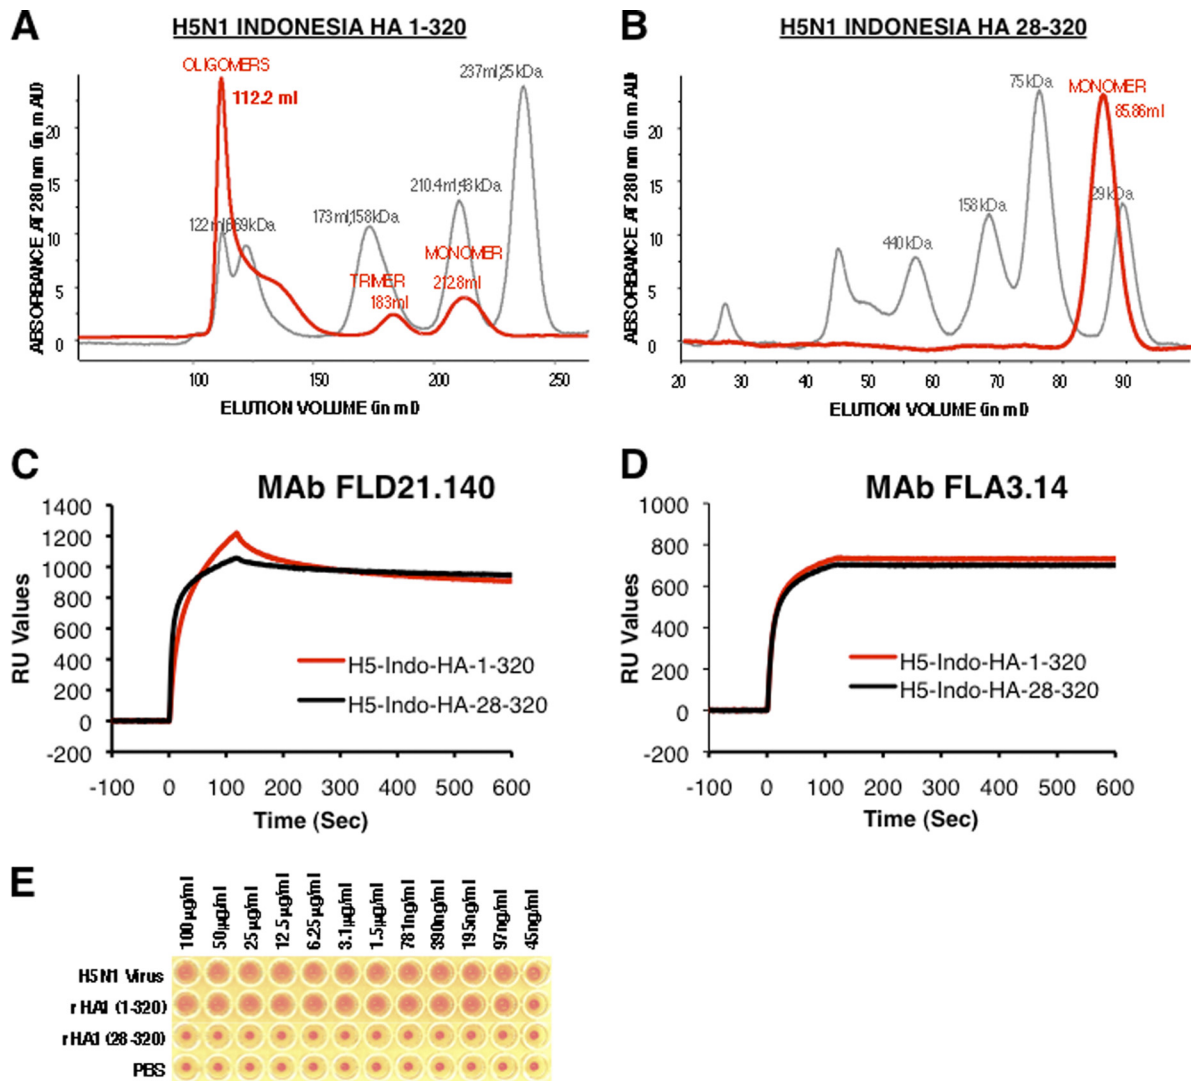 A
H5N1 INDONESIA HA 1-320
OLIGOMERS
112.2 ml
237ml,25kDa
210.4ml,43kDa
173ml,158kDa
122ml,669kDa
MONOMER
212.8ml
TRIMER
183ml
ABSORBANCE AT 280 nm (in mAU)
20
15
10
5
0
100
150
200
250
ELUTION VOLUME (in ml)
B
H5N1 INDONESIA HA 28-320
75kDa
MONOMER
85.86ml
29kDa
158kDa
440kDa
ABSORBANCE AT 280 nm (in mAU)
20
15
10
5
0
20
30
40
50
60
70
80
90
ELUTION VOLUME (in ml)
C
MAb FLD21.140
1400
1200
1000
800
600
400
200
0
-200
RU Values
H5-Indo-HA-1-320
H5-Indo-HA-28-320
-100
0
100
200
300
400
500
600
Time (Sec)
D
MAb FLA3.14
1000
800
600
400
200
0
-200
RU Values
H5-Indo-HA-1-320
H5-Indo-HA-28-320
-100
0
100
200
300
400
500
600
Time (Sec)
E
100µg/ml
50µg/ml
25µg/ml
12.5µg/ml
6.25µg/ml
3.1µg/ml
1.5µg/ml
781ng/ml
390ng/ml
195ng/ml
97ng/ml
45ng/ml
H5N1 Virus
rHA1 (1-320)
rHA1 (28-320)
PBS